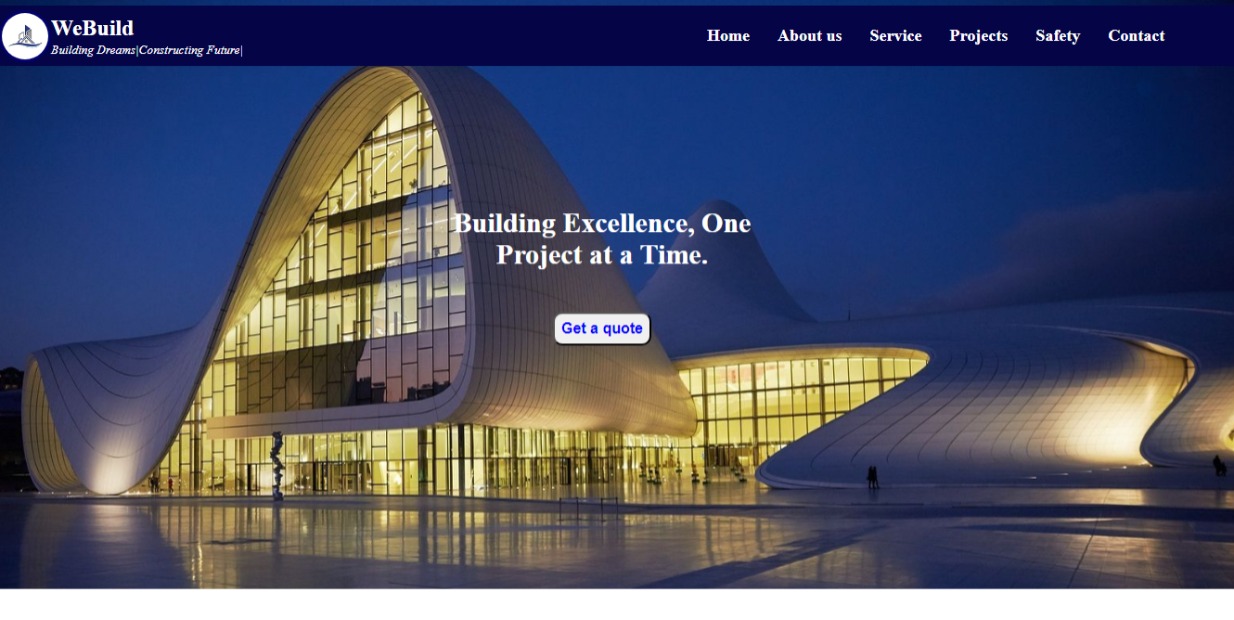 WeBuild
Building Dreams|Constructing Future|
Home About us Service Projects Safety Contact
Building Excellence, One
Project at a Time.
Get a quote